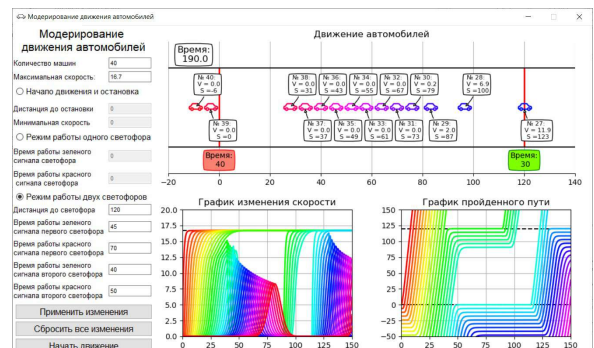 Модерирование движения автомобилей
Модерирование
движения автомобилей
Количество машин
40
Максимальная скорость
16.7
Начало движения и
остановка
Дистанция до остановки
0
Минимальная скорость
0
Режим работы одного
светофора
Время работы зеленого
сигнала светофора
0
Время работы красного
сигнала светофора
0
Режим работы двух
светофоров
Дистанция до светофора
120
Время работы зеленого
сигнала первого светофора
45
Время работы красного
сигнала первого светофора
70
Время работы зеленого
сигнала второго светофора
40
Время работы красного
сигнала второго светофора
50
Применить изменения
Сбросить все изменения
Начать движение
Движение автомобилей
Время:
190.0
№ 40:
V = 0.0
S =-6
№ 38:
V = 0.0
S =31
№ 36:
V = 0.0
S =43
№ 34:
V = 0.0
S =55
№ 32:
V = 0.0
S =67
№ 30:
V = 0.2
S =79
№ 28:
V = 6.9
S =100
№ 39:
V = 0.0
S =0
№ 37:
V = 0.0
S =37
№ 35:
V = 0.0
S =49
№ 33:
V = 0.0
S =61
№ 31:
V = 0.0
S =73
№ 29:
V = 2.0
S =87
№ 27:
V = 11.9
S =123
Время:
40
Время:
30
−20 0 20 40 60 80 100 120 140
График изменения скорости
20.0
17.5
15.0
12.5
10.0
7.5
5.0
2.5
0.0
0 25 50 75 100 125 150
График пройденного пути
150
125
100
75
50
25
0
−25
−50
0 25 50 75 100 125 150